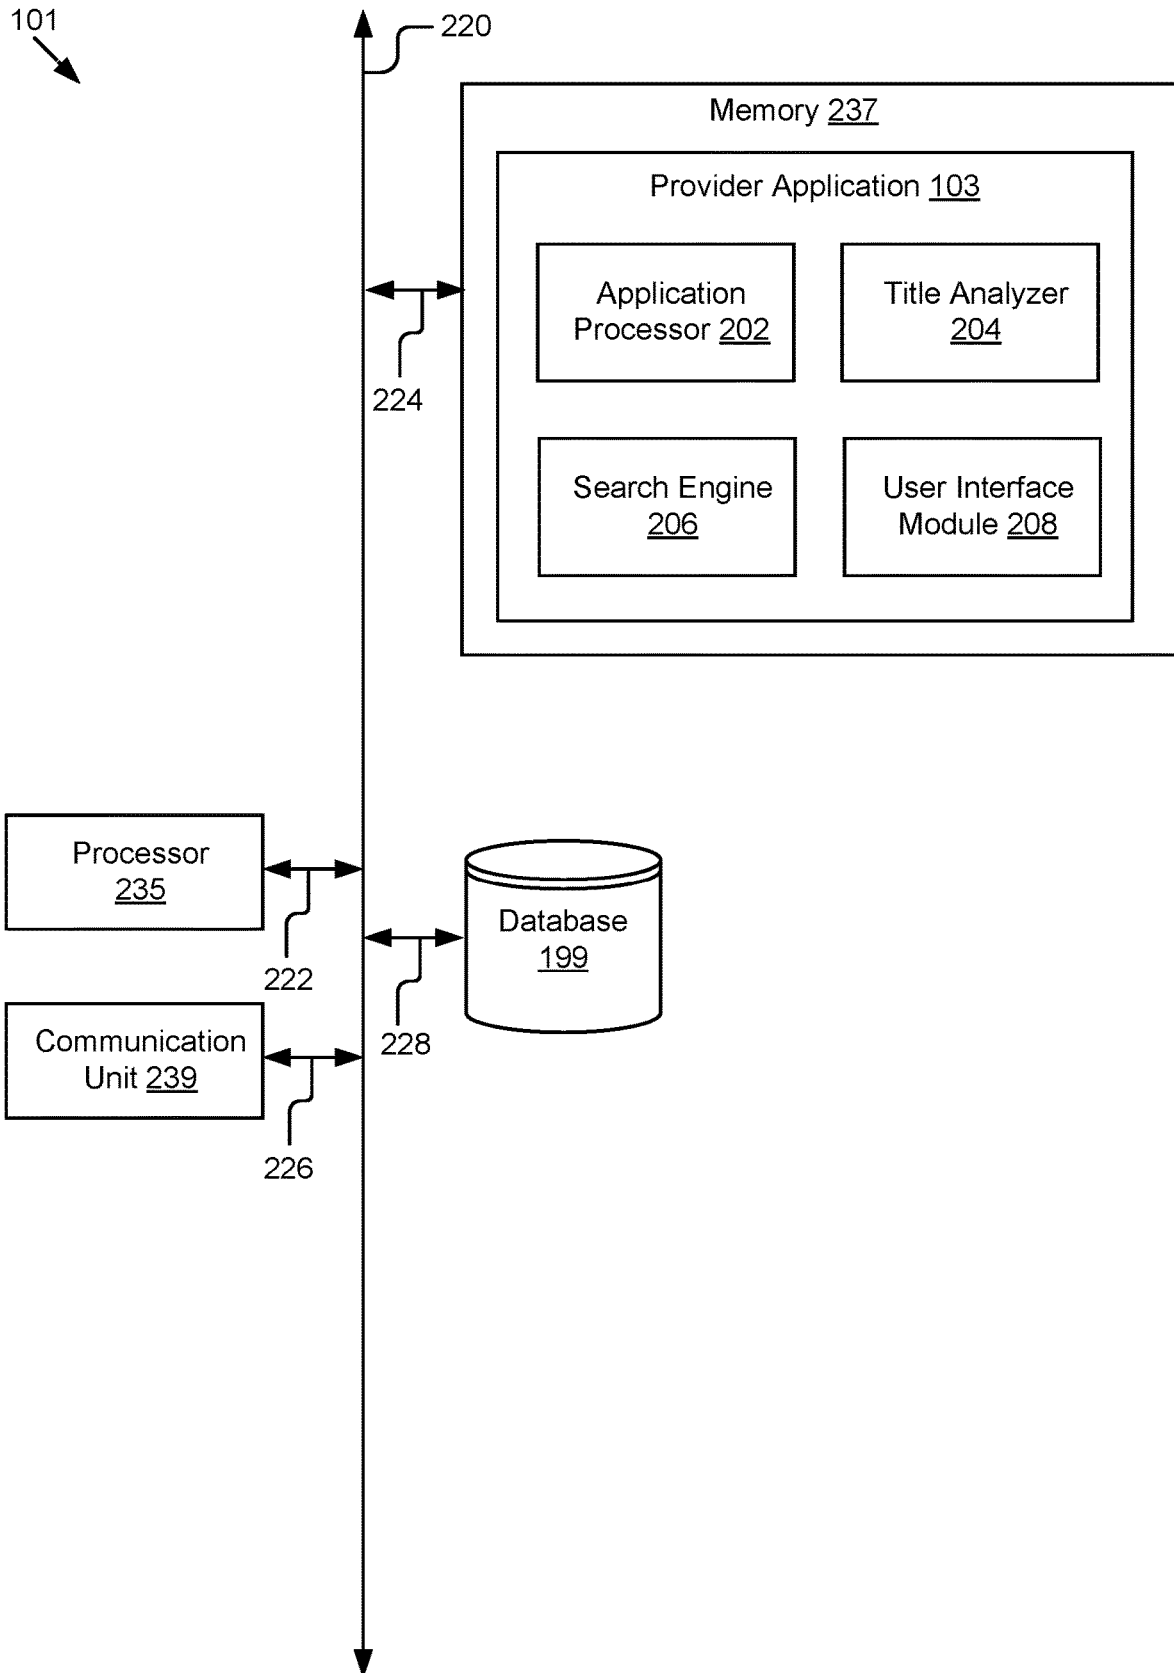 101
220
Memory 237
Provider Application 103
Application
Processor 202
Title Analyzer
204
224
Search Engine
206
User Interface
Module 208
Processor
235
222
Database
199
228
Communication
Unit 239
226